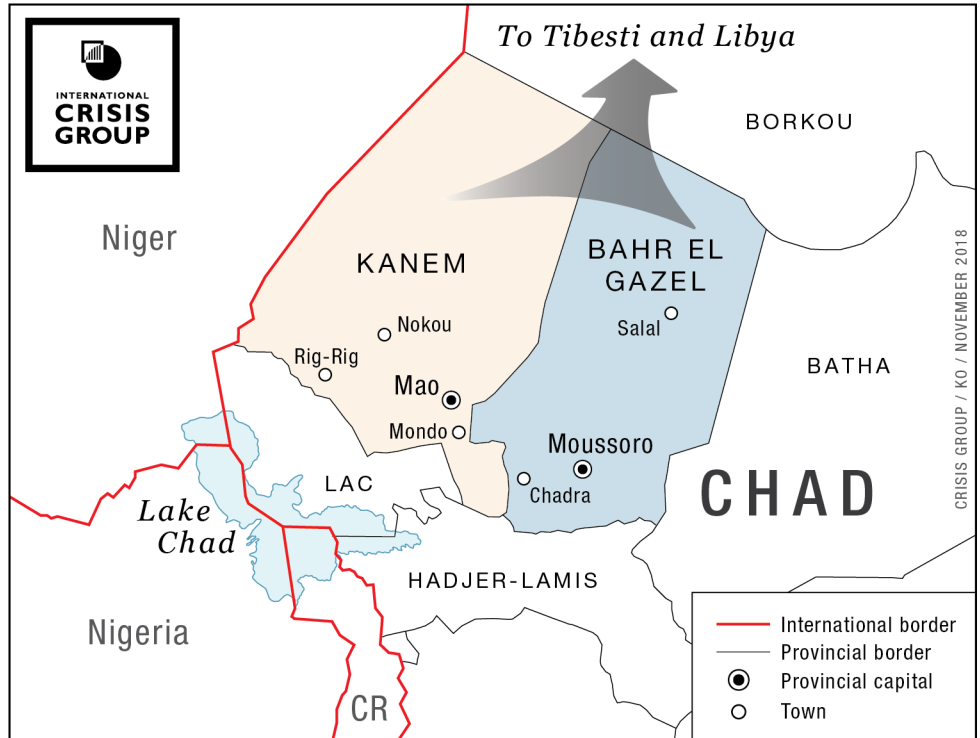 INTERNATIONAL
CRISIS
GROUP
To Tibesti and Libya
BORKOU
Niger
KANEM
BAHR EL
GAZEL
Nokou
Salal
Rig-Rig
Mao
BATHA
Mondo
Moussoro
LAC
Chadra
CHAD
Lake
Chad
HADJER-LAMIS
Nigeria
CR
International border
Provincial border
Provincial capital
Town
CRISIS GROUP / KO / NOVEMBER 2018